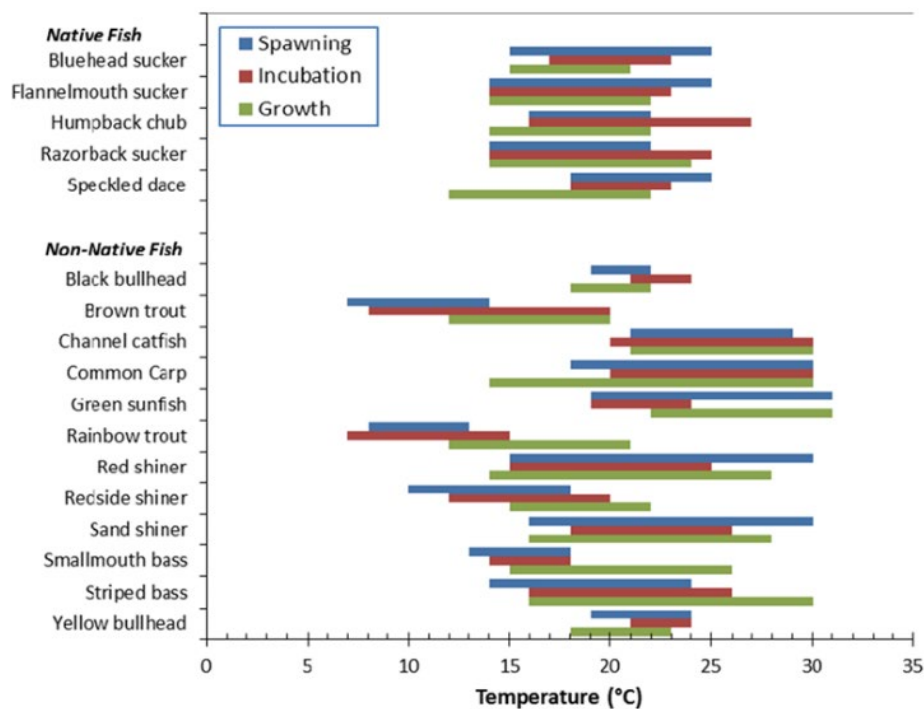 Native Fish
Bluehead sucker
Flannelmouth sucker
Humpback chub
Razorback sucker
Speckled dace
Non-Native Fish
Black bullhead
Brown trout
Channel catfish
Common Carp
Green sunfish
Rainbow trout
Red shiner
Redside shiner
Sand shiner
Smallmouth bass
Striped bass
Yellow bullhead
Spawning
Incubation
Growth
0 5 10 15 20 25 30 35
Temperature (°C)